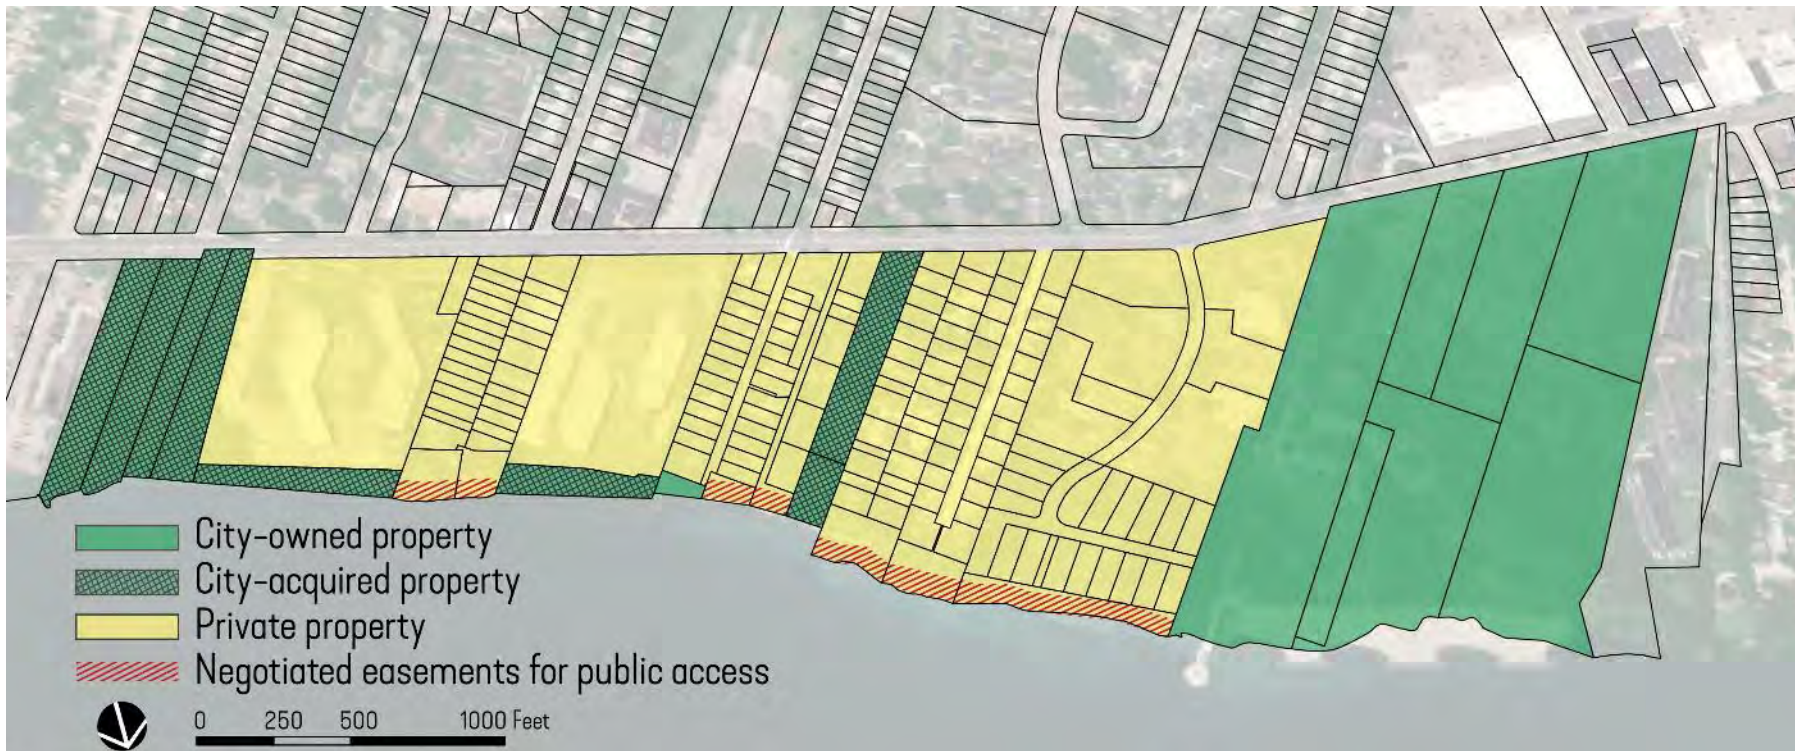 City-owned property
City-acquired property
Private property
Negotiated easements for public access
0 250 500 1000 Feet